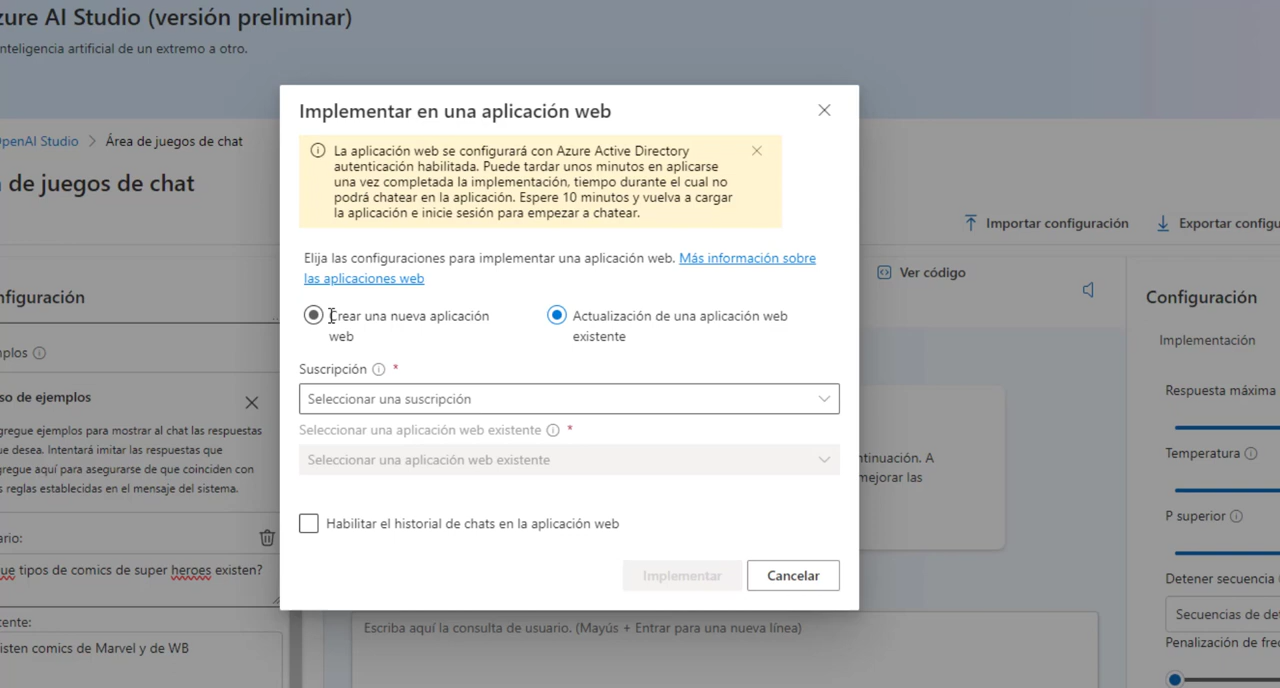 zure AI Studio (versión preliminar)
nteligencia artificial de un extremo a otro.
OpenAI Studio > Área de juegos de chat
de juegos de chat
Importar configuración
Exportar configu
Ver código
nfiguración
Configuración
Implementación
Respuesta máxima
Temperatura
P superior
Detener secuencia
Secuencias de de
Penalización de fre
plos
so de ejemplos
gregue ejemplos para mostrar al chat las respuestas
ue desea. Intentará imitar las respuestas que
gregue aquí para asegurarse de que coinciden con
s reglas establecidas en el mensaje del sistema.
ario:
ue tipos de comics de super heroes existen?
tente:
isten comics de Marvel y de WB
Implementar en una aplicación web
La aplicación web se configurará con Azure Active Directory
autenticación habilitada. Puede tardar unos minutos en aplicarse
una vez completada la implementación, tiempo durante el cual no
podrá chatear en la aplicación. Espere 10 minutos y vuelva a cargar
la aplicación e inicie sesión para empezar a chatear.
Elija las configuraciones para implementar una aplicación web. Más información sobre
las aplicaciones web
Crear una nueva aplicación
web
Actualización de una aplicación web
existente
Suscripción *
Seleccionar una suscripción
Seleccionar una aplicación web existente *
Seleccionar una aplicación web existente
Habilitar el historial de chats en la aplicación web
Implementar
Cancelar
ntinuación. A
mejorar las
Escriba aquí la consulta de usuario. (Mayús + Entrar para una nueva línea)